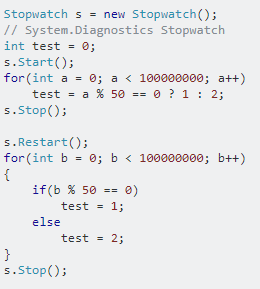 Stopwatch s = new Stopwatch();
// System.Diagnostics Stopwatch
int test = 0;
s.Start();
for(int a = 0; a < 100000000; a++)
    test = a % 50 == 0 ? 1 : 2;
s.Stop();

s.Restart();
for(int b = 0; b < 100000000; b++)
{
    if(b % 50 == 0)
        test = 1;
    else
        test = 2;
}
s.Stop();